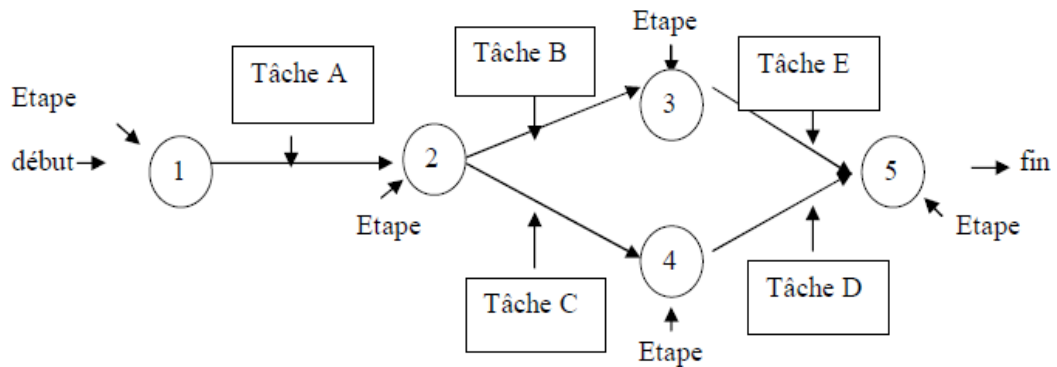 Etape
Tâche B
Tâche E
Tâche A
Etape
3
début
1
2
5
fin
Etape
Etape
4
Tâche C
Tâche D
Etape